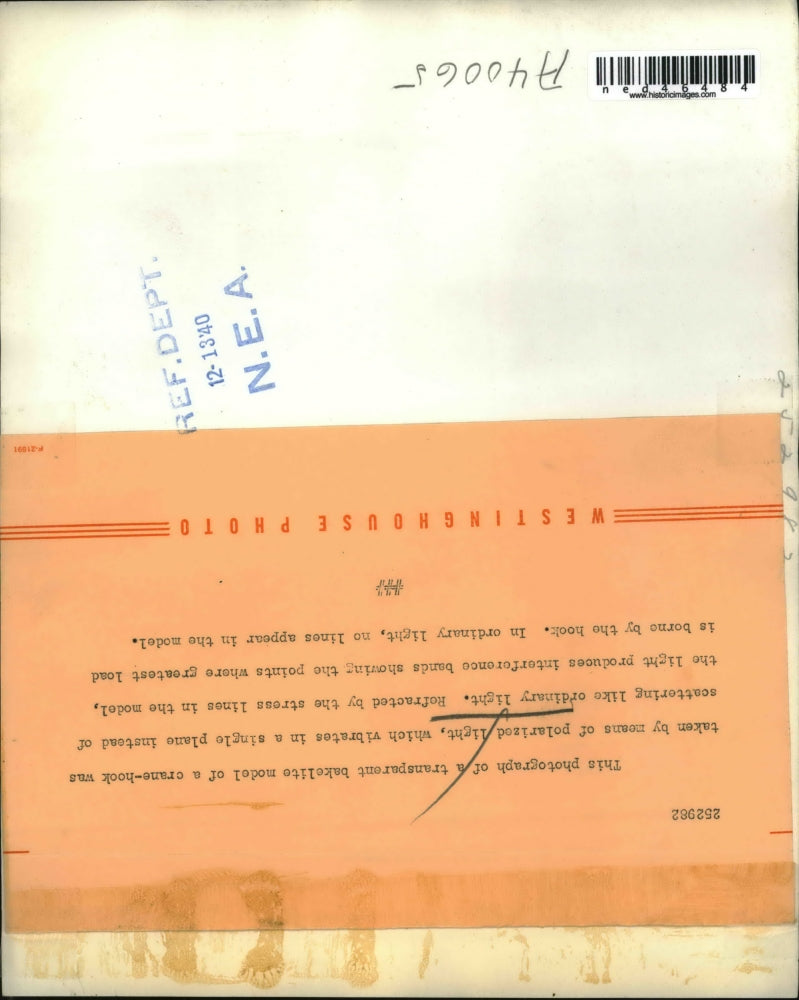 A40065
ned46484
www.historicimages.com
REF. DEPT.
12-13'40
N.E.A.
252982
252982
This photograph of a transparent bakelite model of a crane-hook was
taken by means of polarized light, which vibrates in a single plane instead of
scattering like ordinary light. Refracted by the stress lines in the model,
the light produces interference bands showing the points where greatest load
is borne by the hook. In ordinary light, no lines appear in the model.
##
WESTINGHOUSE PHOTO
F-21691